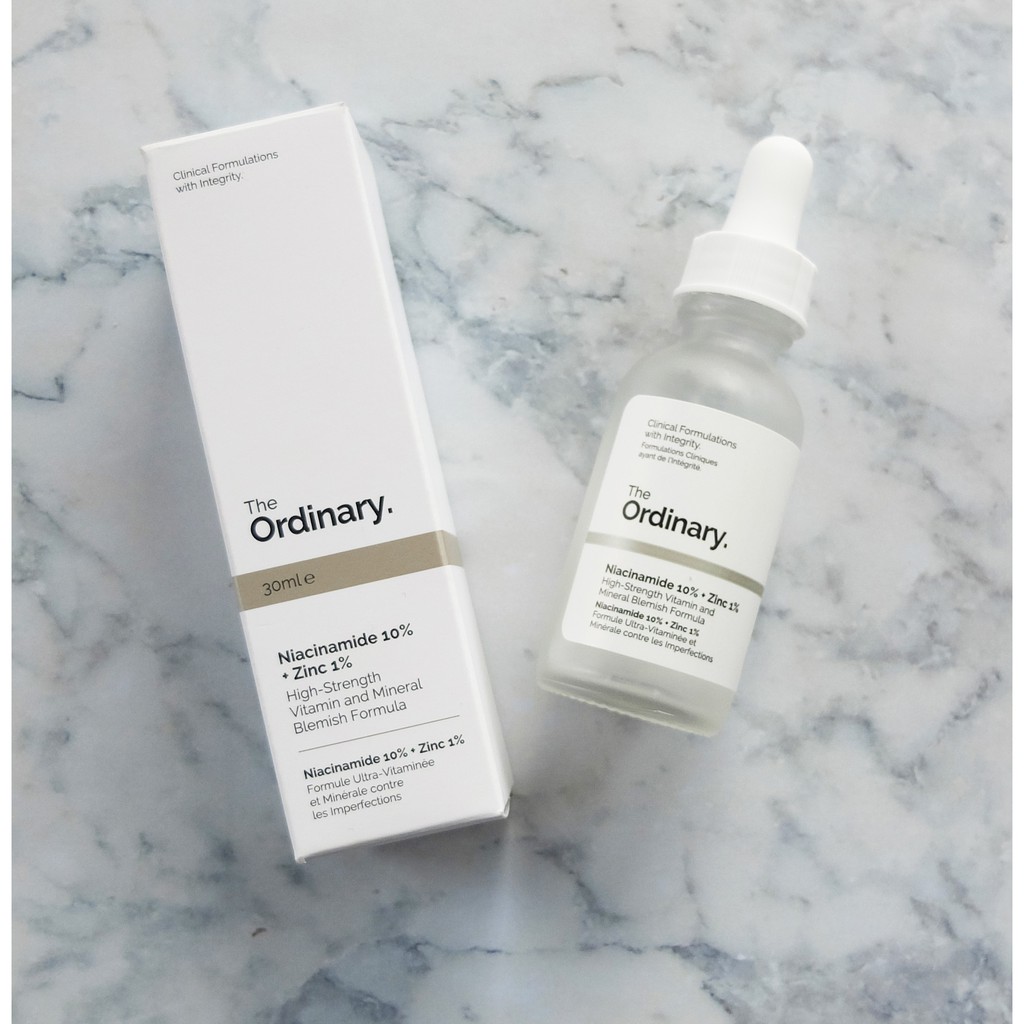 Clinical Formulations
with Integrity.
The
Ordinary.
30ml e
Niacinamide 10%
+ Zinc 1%
High-Strength
Vitamin and Mineral
Blemish Formula
Niacinamide 10% + Zinc 1%
Formule Ultra-Vitaminée
et Minérale contre
les Imperfections
Clinical Formulations
with Integrity.
Formulations Cliniques
ayant de l'Intégrité.
The
Ordinary.
Niacinamide 10% + Zinc 1%
High-Strength Vitamin and
Mineral Blemish Formula
Niacinamide 10% + Zinc 1%
Formule Ultra-Vitaminée et
Minérale contre les Imperfections